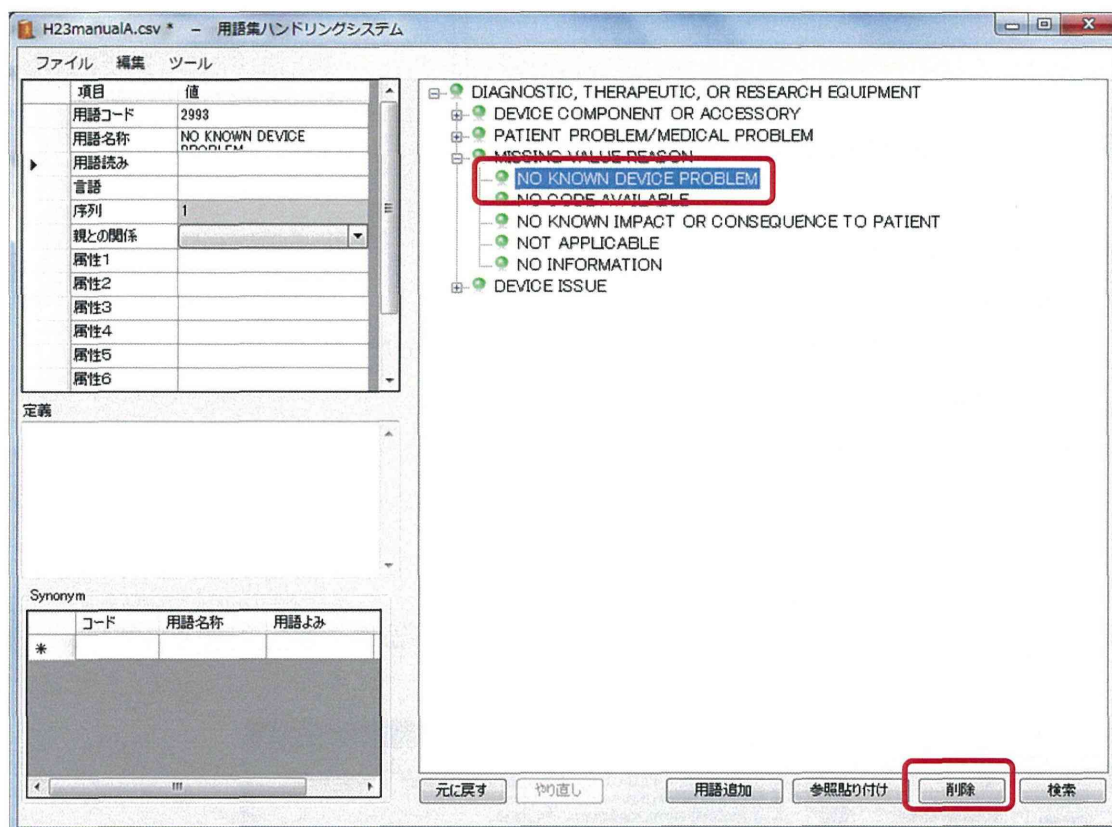 H23manualA.csv * － 用語集ハンドリングシステム
ファイル 編集 ツール
項目 値
用語コード 2993
用語名称 NO KNOWN DEVICE PROBLEM
用語読み
言語
序列 1
親との関係
属性1
属性2
属性3
属性4
属性5
属性6
定義
Synonym
コード 用語名称 用語よみ
*
DIAGNOSTIC, THERAPEUTIC, OR RESEARCH EQUIPMENT
DEVICE COMPONENT OR ACCESSORY
PATIENT PROBLEM/MEDICAL PROBLEM
MISSING VALUE REASON
NO KNOWN DEVICE PROBLEM
NO CODE AVAILABLE
NO KNOWN IMPACT OR CONSEQUENCE TO PATIENT
NOT APPLICABLE
NO INFORMATION
DEVICE ISSUE
元に戻す やり直し 用語追加 参照貼り付け 削除 検索